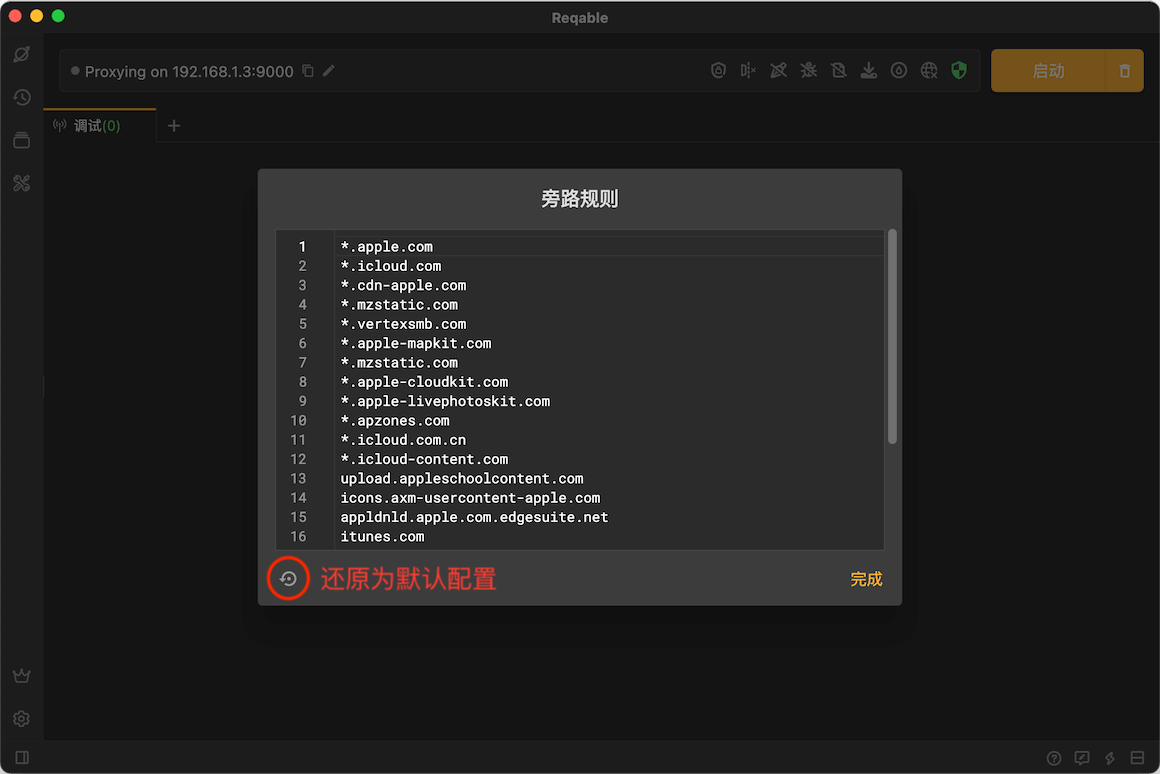 Reqable
Proxying on 192.168.1.3:9000
启动
调试(0)
旁路规则
1 *.apple.com
2 *.icloud.com
3 *.cdn-apple.com
4 *.mzstatic.com
5 *.vertexsmb.com
6 *.apple-mapkit.com
7 *.mzstatic.com
8 *.apple-cloudkit.com
9 *.apple-livephotoskit.com
10 *.apzones.com
11 *.icloud.com.cn
12 *.icloud-content.com
13 upload.appleschoolcontent.com
14 icons.axm-usercontent-apple.com
15 appldnld.apple.com.edgesuite.net
16 itunes.com
还原为默认配置
完成